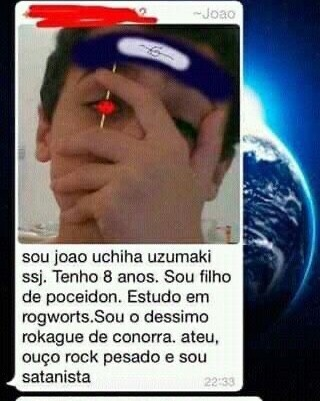 ~Joao
sou joao uchiha uzumaki
ssj. Tenho 8 anos. Sou filho
de poceidon. Estudo em
rogworts.Sou o dessimo
rokague de conorra. ateu,
ouço rock pesado e sou
satanista
22:33